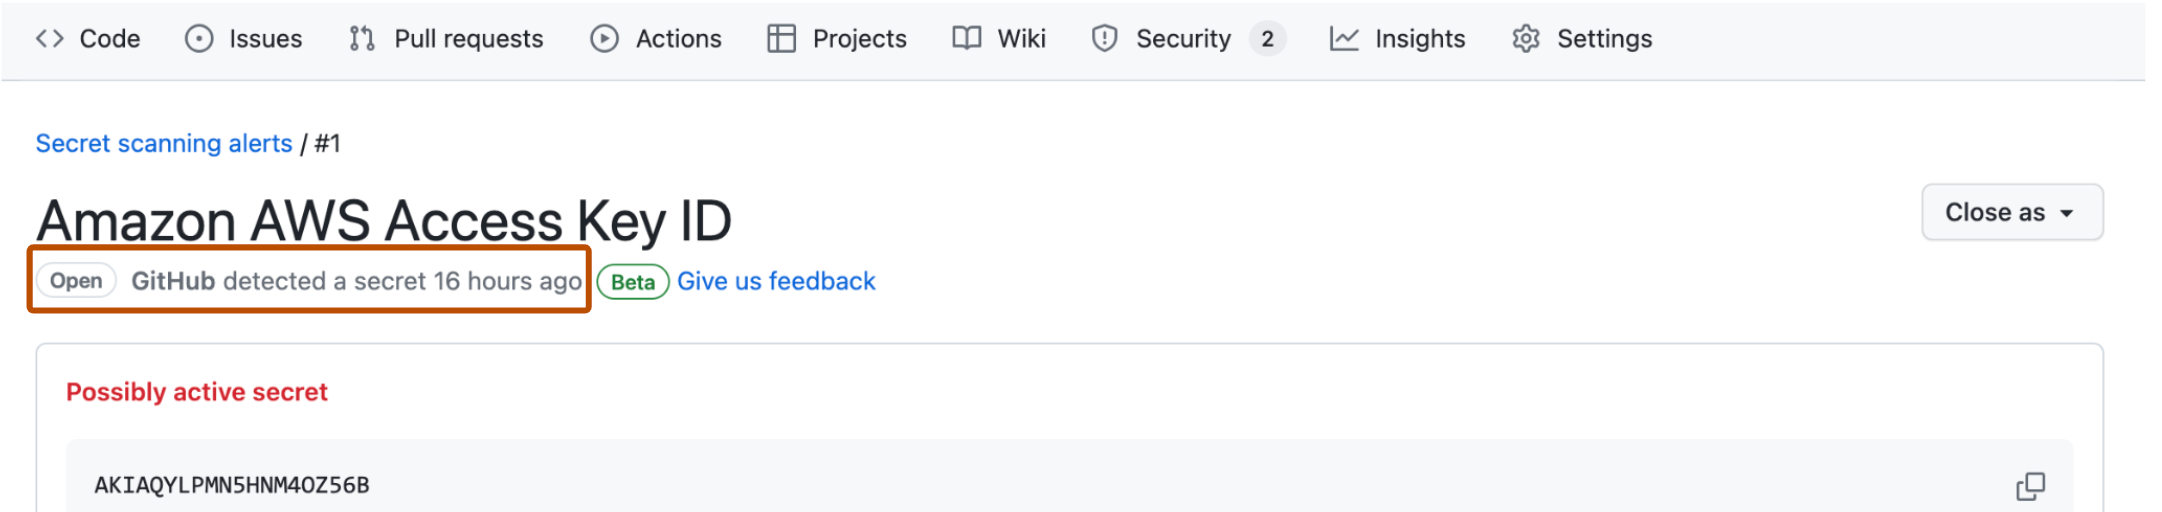 Code Issues Pull requests Actions Projects Wiki Security 2 Insights Settings
Secret scanning alerts / #1
Amazon AWS Access Key ID
Close as
Open GitHub detected a secret 16 hours ago Beta Give us feedback
Possibly active secret
AKIAQYLPMN5HNM4OZ56B